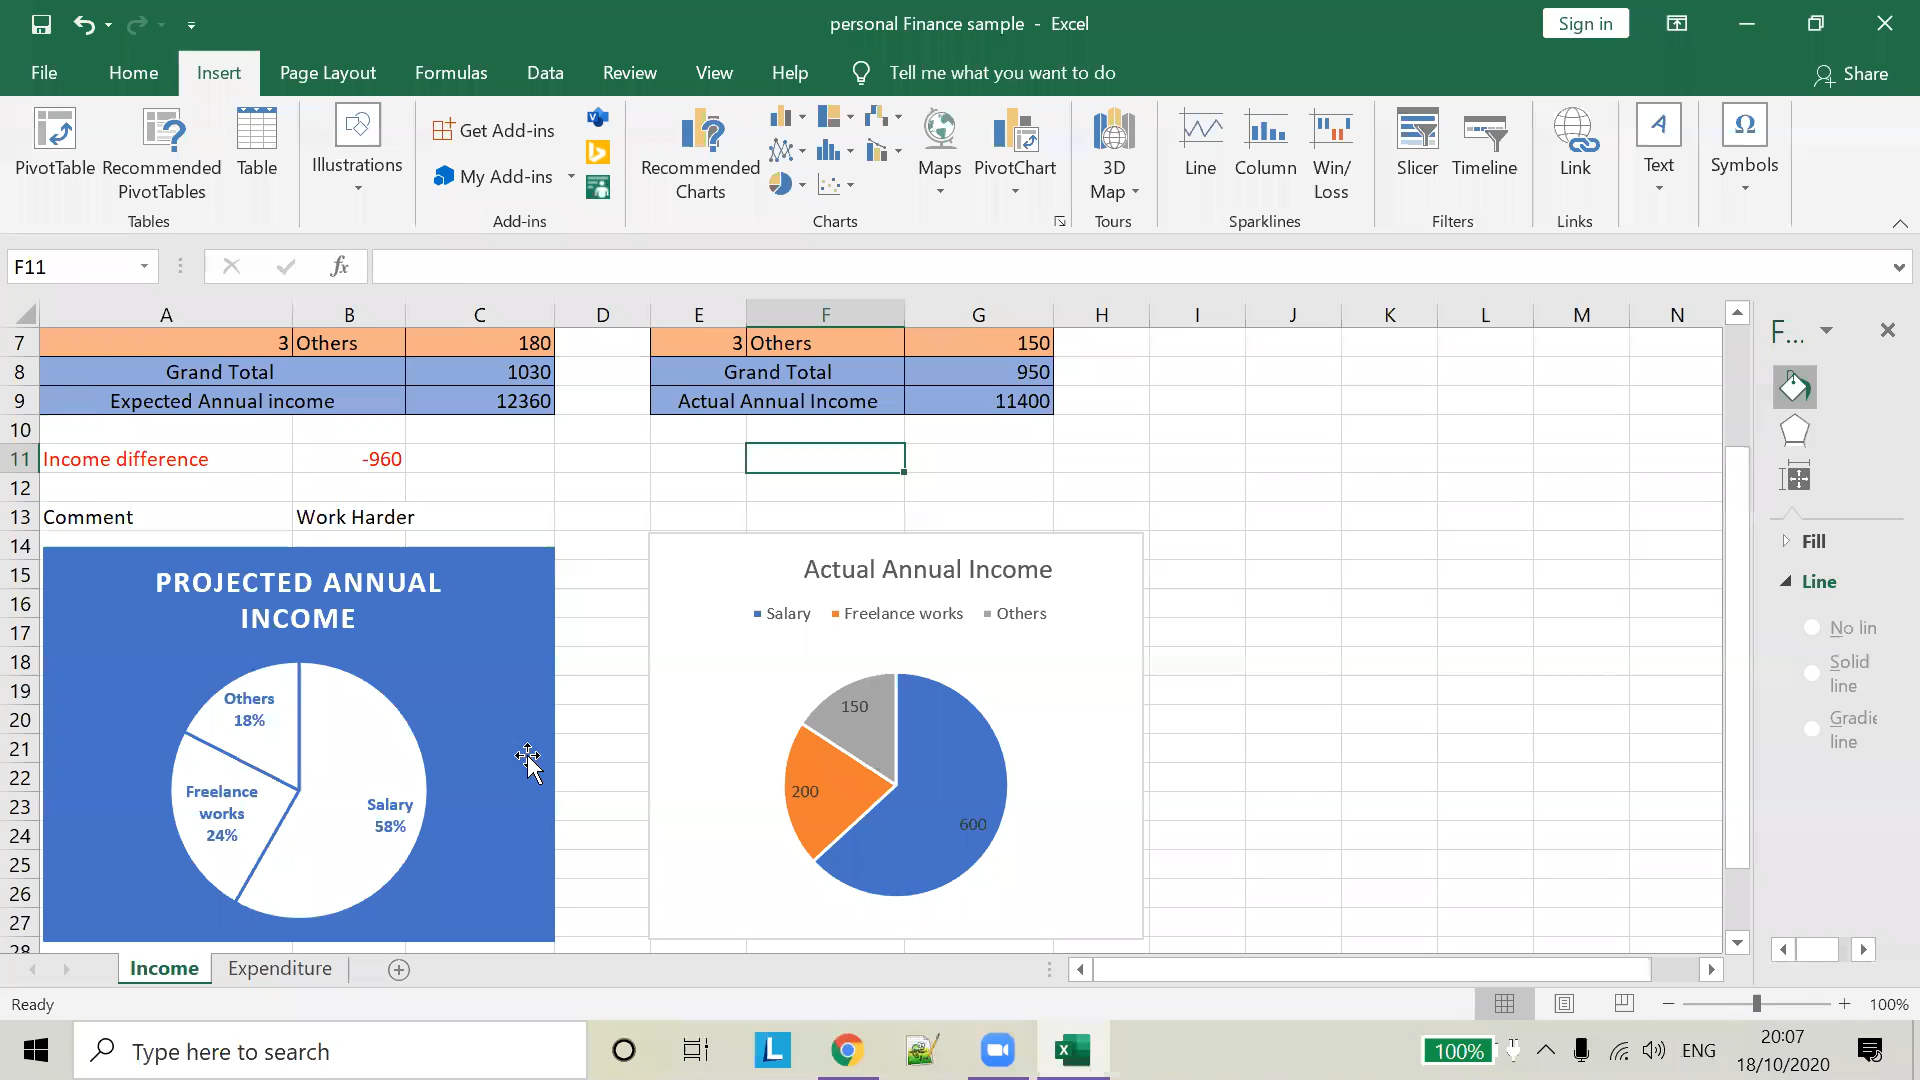 personal Finance sample - Excel
Sign in
File Home Insert Page Layout Formulas Data Review View Help Tell me what you want to do Share
PivotTable
Recommended PivotTables
Table
Tables
Illustrations
Get Add-ins
My Add-ins
Add-ins
Recommended Charts
Maps
PivotChart
Charts
3D Map
Tours
Line
Column
Win/ Loss
Sparklines
Slicer
Timeline
Filters
Link
Links
Text
Symbols
F11
fx
A B C D E F G H I J K L M N
7 3 Others 180 3 Others 150
8 Grand Total 1030 Grand Total 950
9 Expected Annual income 12360 Actual Annual Income 11400
10
11 Income difference -960
12
13 Comment Work Harder
14
15
16
17
18
19
20
21
22
23
24
25
26
27
28
PROJECTED ANNUAL
INCOME
Others
18%
Freelance
works
24%
Salary
58%
Actual Annual Income
Salary Freelance works Others
150
200
600
F...
Fill
Line
No lin
Solid
line
Gradie
line
Income Expenditure
Ready
100%
Type here to search
L
100%
ENG
20:07
18/10/2020